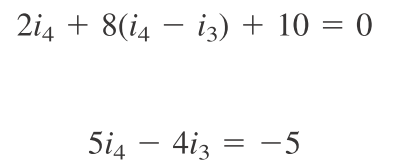 2i₄ + 8(i₄ − i₃) + 10 = 0
5i₄ − 4i₃ = −5